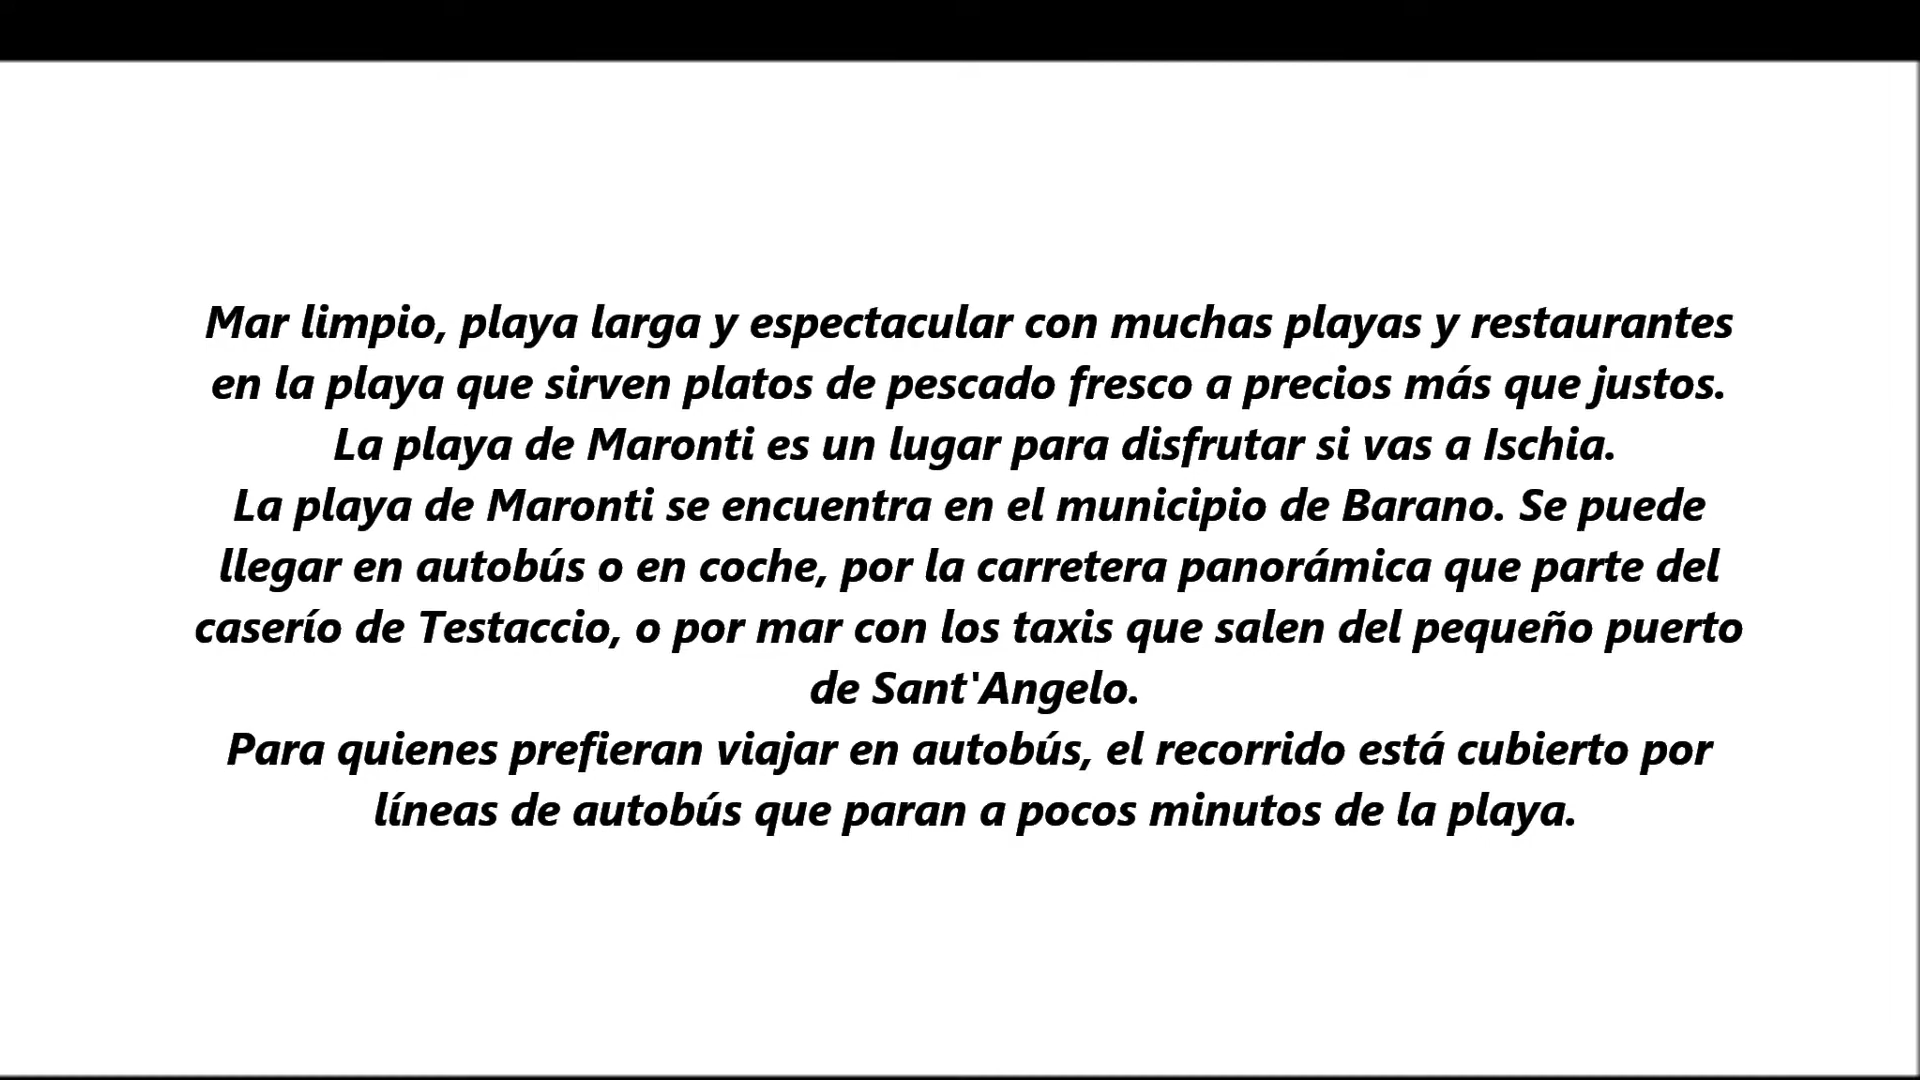 Mar limpio, playa larga y espectacular con muchas playas y restaurantes
en la playa que sirven platos de pescado fresco a precios más que justos.
La playa de Maronti es un lugar para disfrutar si vas a Ischia.
La playa de Maronti se encuentra en el municipio de Barano. Se puede
llegar en autobús o en coche, por la carretera panorámica que parte del
caserío de Testaccio, o por mar con los taxis que salen del pequeño puerto
de Sant'Angelo.
Para quienes prefieran viajar en autobús, el recorrido está cubierto por
líneas de autobús que paran a pocos minutos de la playa.